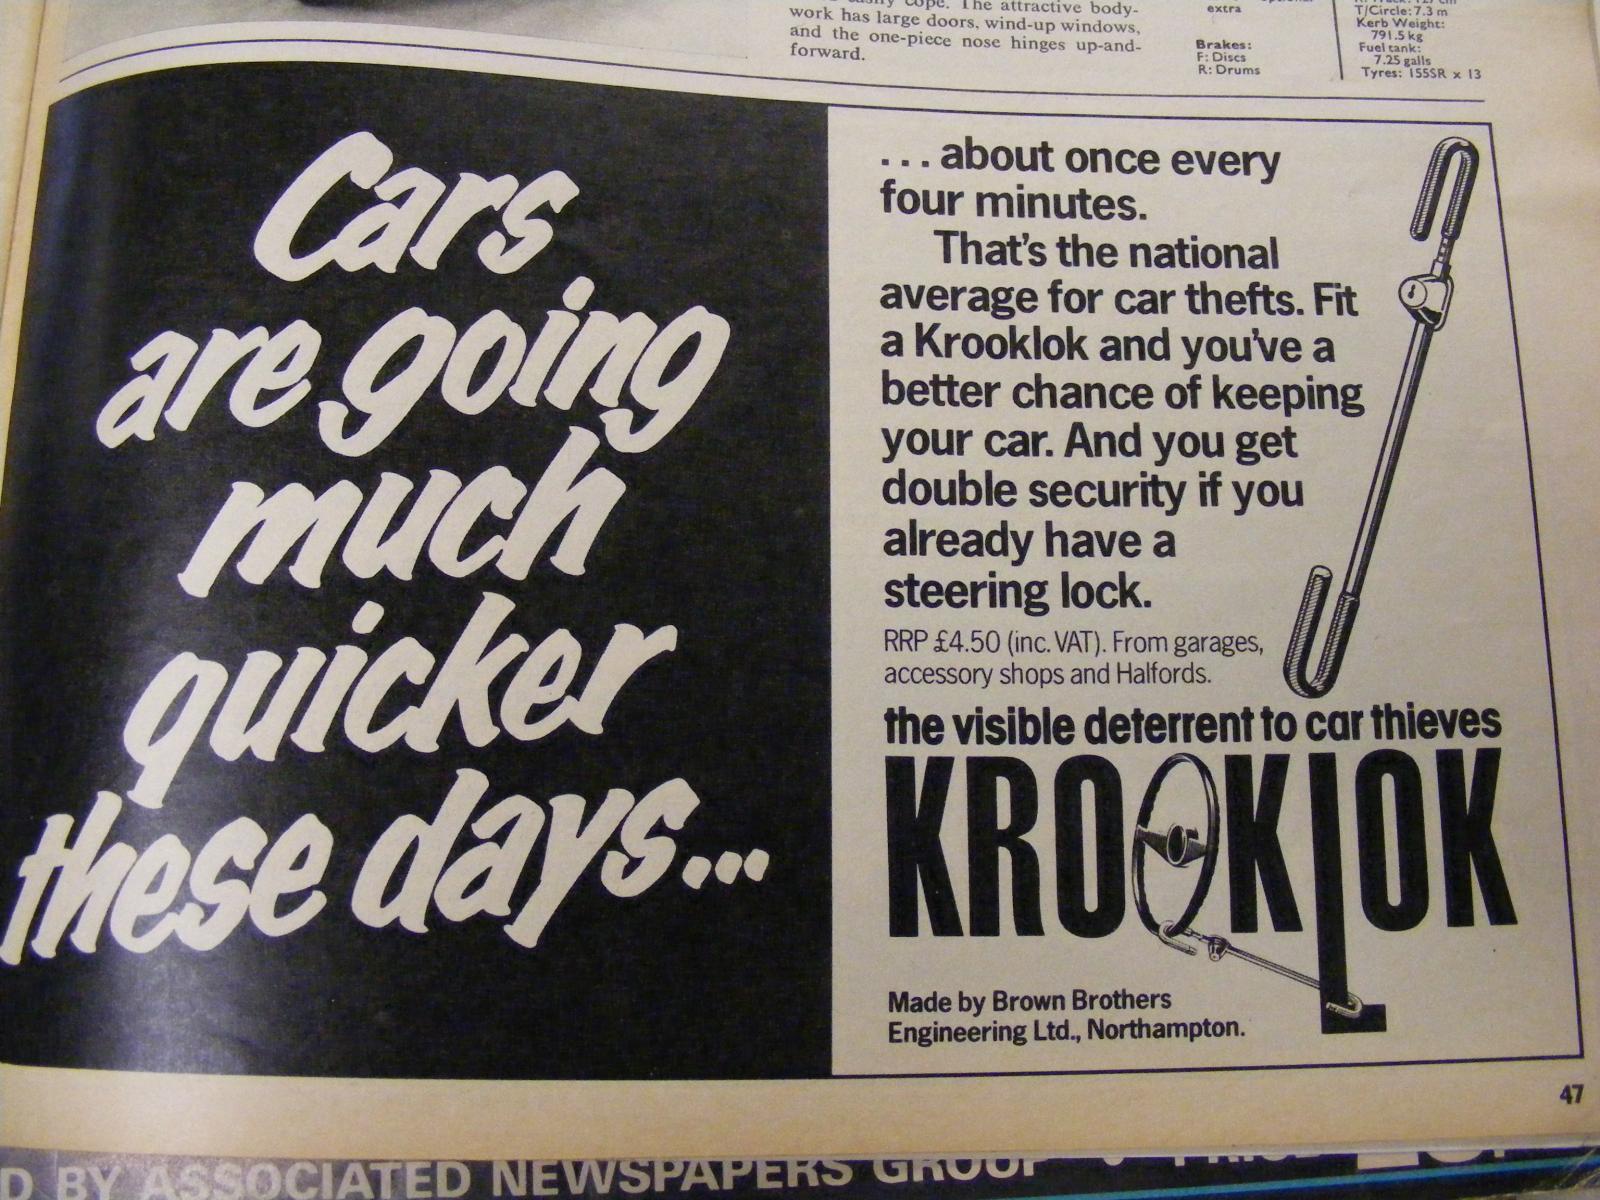 easily cope. The attractive body-
work has large doors, wind-up windows,
and the one-piece nose hinges up-and-
forward.
extra
Brakes:
F: Discs
R: Drums
T/Circle: 7.3 m
Kerb Weight:
791.5 kg
Fuel tank:
7.25 galls
Tyres: 155SR x 13
Cars
are going
much
quicker
these days...
... about once every
four minutes.
That's the national
average for car thefts. Fit
a Krooklok and you've a
better chance of keeping
your car. And you get
double security if you
already have a
steering lock.
RRP £4.50 (inc. VAT). From garages,
accessory shops and Halfords.
the visible deterrent to car thieves
KROOKLOK
Made by Brown Brothers
Engineering Ltd., Northampton.
47
D BY ASSOCIATED NEWSPAPERS GROUP